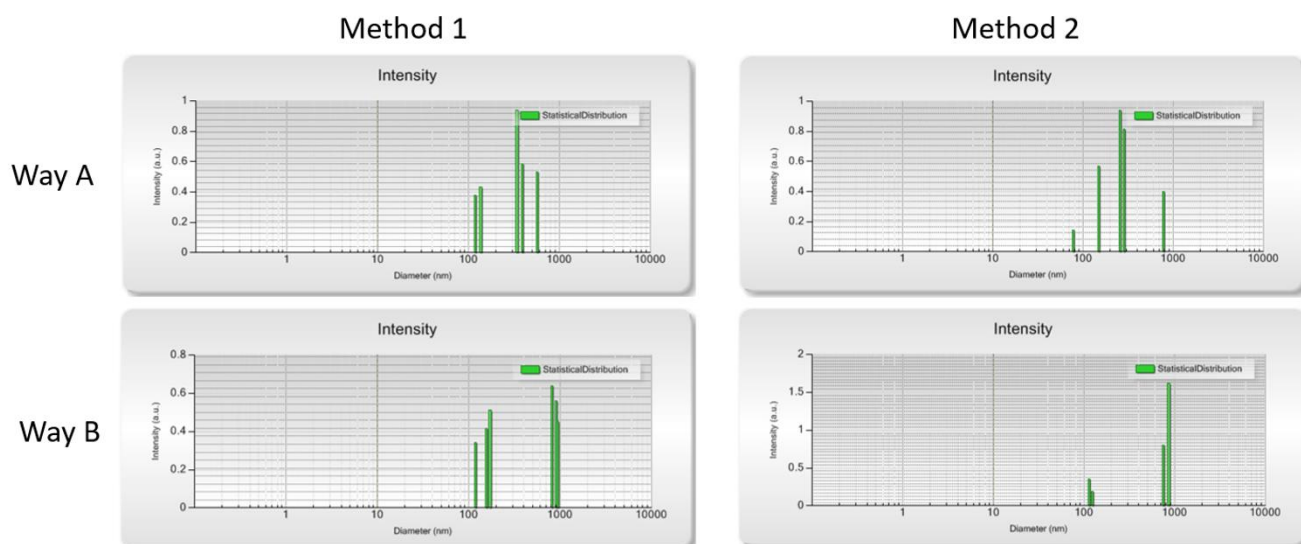 Method 1
Method 2
Way A
Intensity
StatisticalDistribution
Intensity (a.u.)
1
0.8
0.6
0.4
0.2
0
1
10
100
1000
10000
Diameter (nm)
Intensity
StatisticalDistribution
Intensity (a.u.)
1
0.8
0.6
0.4
0.2
0
1
10
100
1000
10000
Diameter (nm)
Way B
Intensity
StatisticalDistribution
Intensity (a.u.)
0.8
0.6
0.4
0.2
0
1
10
100
1000
10000
Diameter (nm)
Intensity
StatisticalDistribution
Intensity (a.u.)
2
1.5
1
0.5
0
1
10
100
1000
10000
Diameter (nm)